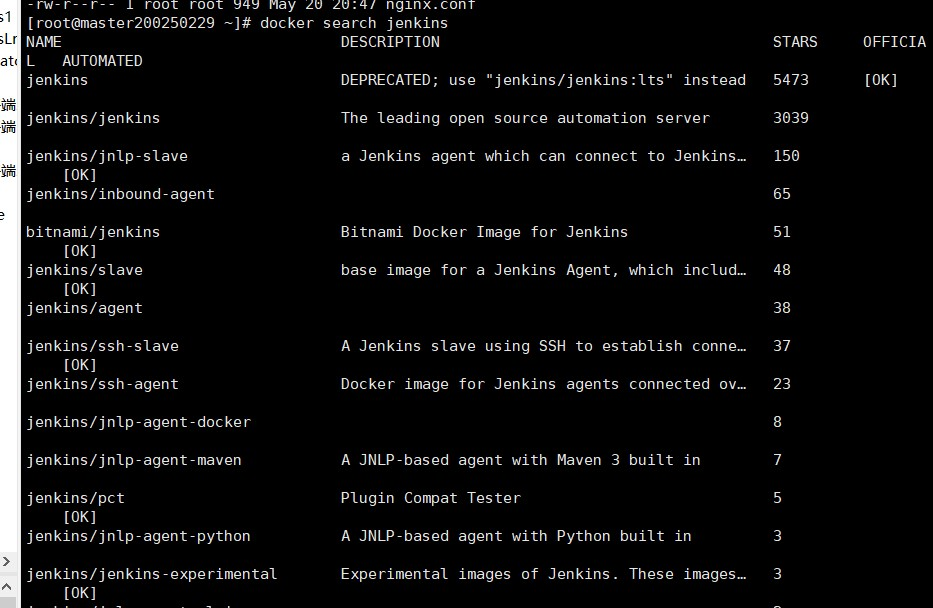 -rw-r--r-- 1 root root 949 May 20 20:47 nginx.conf
[root@master200250229 ~]# docker search jenkins
NAME DESCRIPTION STARS OFFICIA
L AUTOMATED
jenkins DEPRECATED; use "jenkins/jenkins:lts" instead 5473 [OK]
jenkins/jenkins The leading open source automation server 3039
jenkins/jnlp-slave a Jenkins agent which can connect to Jenkins… 150
[OK]
jenkins/inbound-agent 65
bitnami/jenkins Bitnami Docker Image for Jenkins 51
[OK]
jenkins/slave base image for a Jenkins Agent, which includ… 48
[OK]
jenkins/agent 38
jenkins/ssh-slave A Jenkins slave using SSH to establish conne… 37
[OK]
jenkins/ssh-agent Docker image for Jenkins agents connected ov… 23
jenkins/jnlp-agent-docker 8
jenkins/jnlp-agent-maven A JNLP-based agent with Maven 3 built in 7
jenkins/pct Plugin Compat Tester 5
[OK]
jenkins/jnlp-agent-python A JNLP-based agent with Python built in 3
jenkins/jenkins-experimental Experimental images of Jenkins. These images… 3
[OK]
s1
端
端
端
e